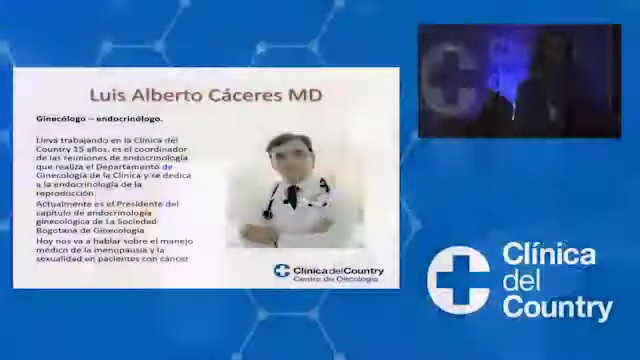 Luis Alberto Cáceres MD
Ginecólogo – endocrinólogo.
Lleva trabajando en la Clínica del
Country 15 años, es el coordinador
de las reuniones de endocrinología
que realiza el Departamento de
Ginecología de la Clínica y se dedica
a la endocrinología de la
reproducción.
Actualmente es el Presidente del
capítulo de endocrinología
ginecológica de La Sociedad
Bogotana de Ginecología
Hoy nos va a hablar sobre el manejo
médico de la menopausia y la
sexualidad en pacientes con cáncer
Clínica del Country
Centro de Oncología
Clínica
del
Country